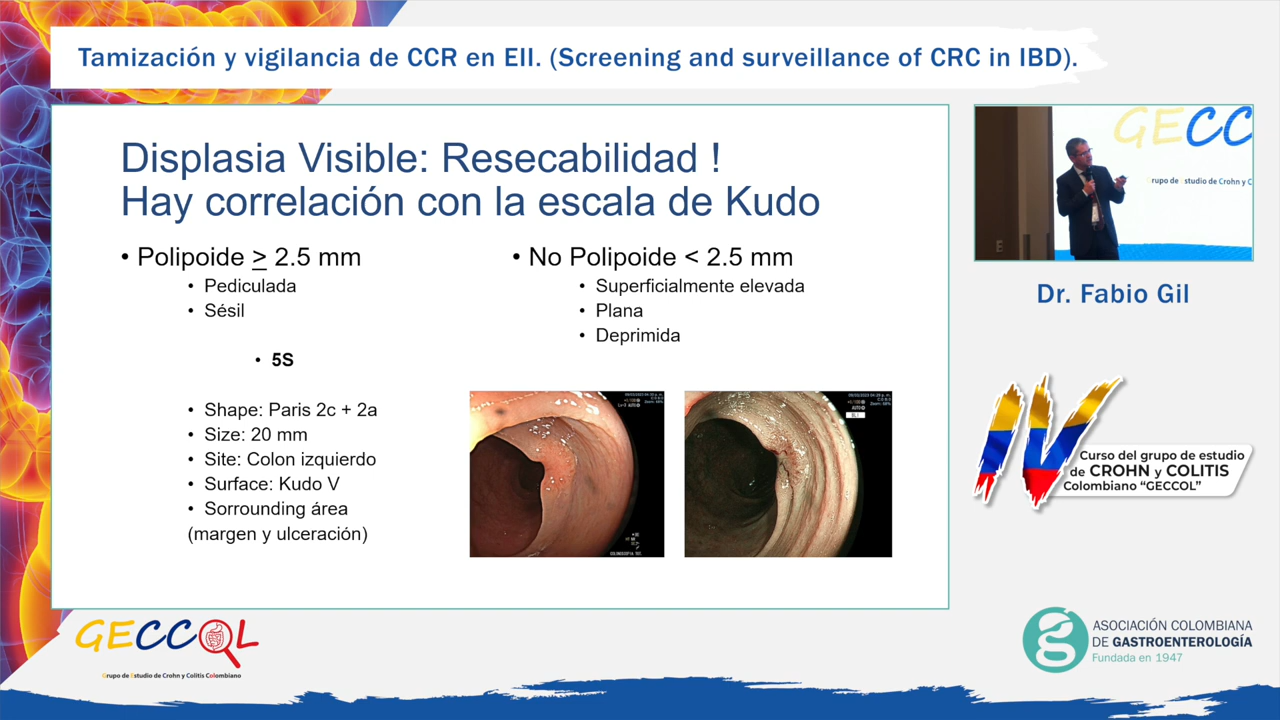 Tamización y vigilancia de CCR en EII. (Screening and surveillance of CRC in IBD).
Displasia Visible: Resecabilidad !
Hay correlación con la escala de Kudo
• Polipoide ≥ 2.5 mm
• Pediculada
• Sésil
• 5S
• Shape: Paris 2c + 2a
• Size: 20 mm
• Site: Colon izquierdo
• Surface: Kudo V
• Sorrounding área
(margen y ulceración)
• No Polipoide < 2.5 mm
• Superficialmente elevada
• Plana
• Deprimida
GECC
Grupo de Estudio de Crohn y C
Dr. Fabio Gil
IV
Curso del grupo de estudio
de CROHN y COLITIS
Colombiano “GECCOL”
GECCOL
Grupo de Estudio de Crohn y Colitis Colombiano
ASOCIACIÓN COLOMBIANA
DE GASTROENTEROLOGÍA
Fundada en 1947